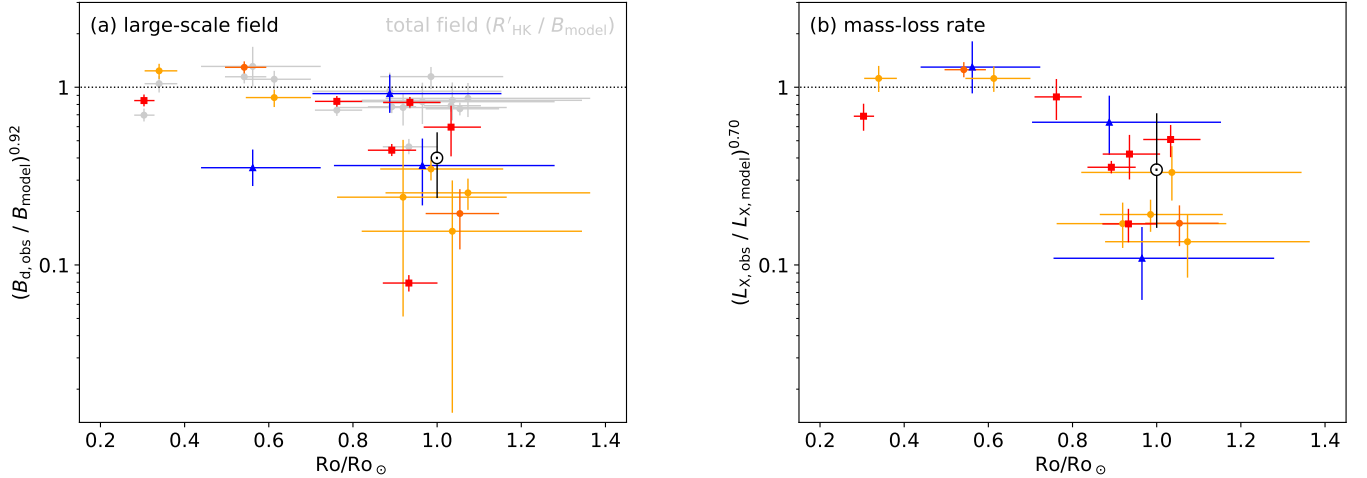 (a) large-scale field
total field (R′HK / Bmodel)
(Bd, obs / Bmodel)^0.92
1
0.1
0.2 0.4 0.6 0.8 1.0 1.2 1.4
Ro/Ro⊙
(b) mass-loss rate
(LX, obs / LX, model)^0.70
1
0.1
0.2 0.4 0.6 0.8 1.0 1.2 1.4
Ro/Ro⊙